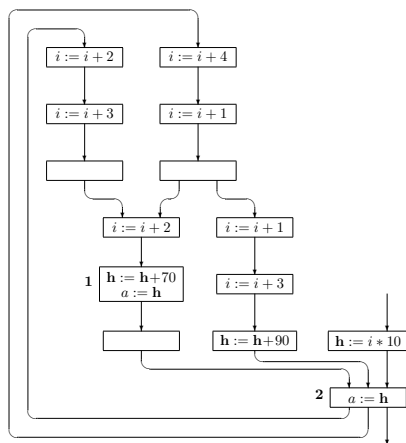 i := i + 2
i := i + 4
i := i + 3
i := i + 1
i := i + 2
i := i + 1
1
h := h+70
a := h
i := i + 3
h := h+90
h := i ∗ 10
2
a := h